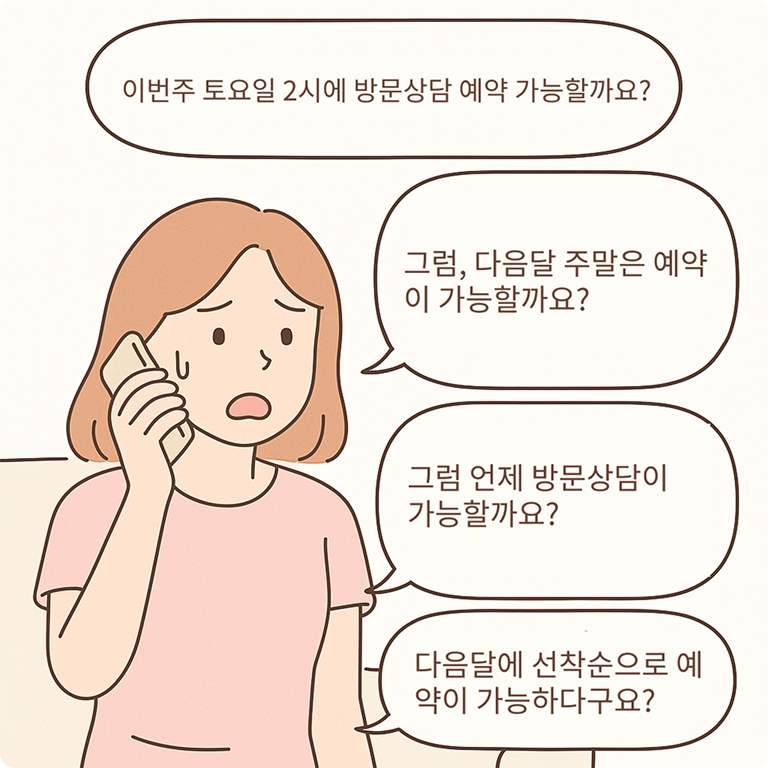 이번주 토요일 2시에 방문상담 예약 가능할까요?
그럼, 다음달 주말은 예약
이 가능할까요?
그럼 언제 방문상담이
가능할까요?
다음달에 선착순으로 예
약이 가능하다구요?